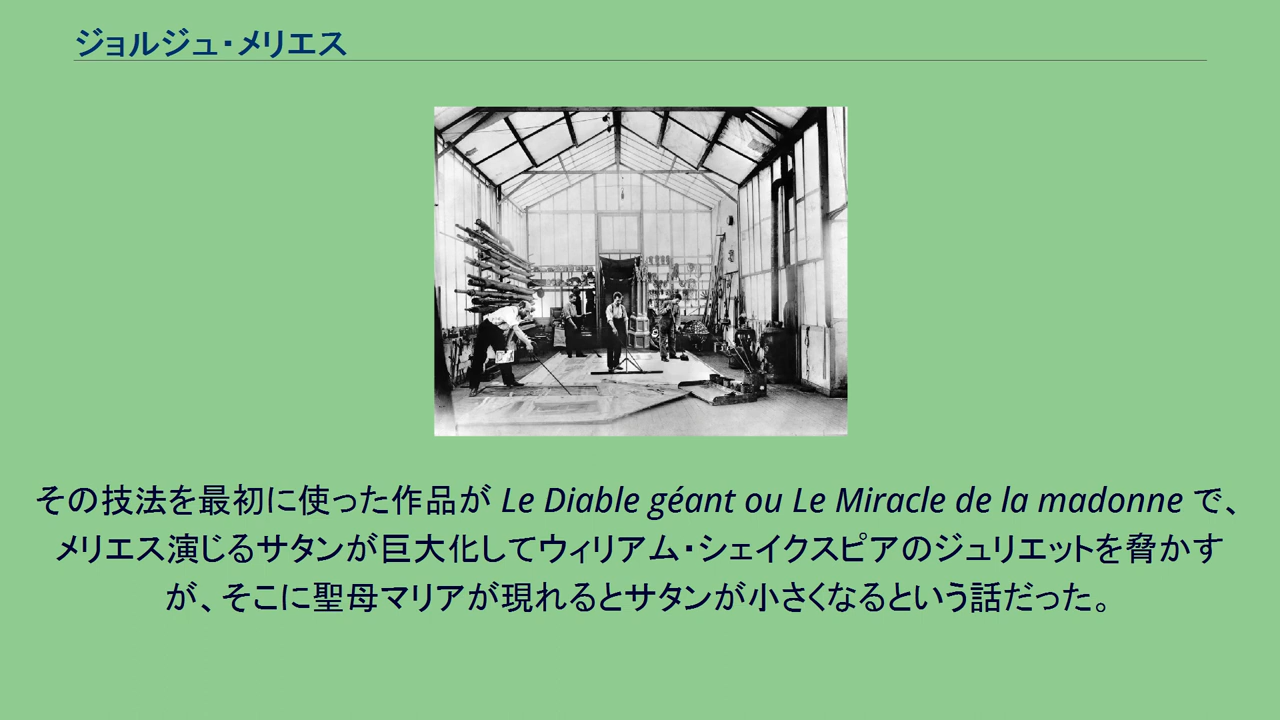 ジョルジュ・メリエス
その技法を最初に使った作品が Le Diable géant ou Le Miracle de la madonne で、
メリエス演じるサタンが巨大化してウィリアム・シェイクスピアのジュリエットを脅かす
が、そこに聖母マリアが現れるとサタンが小さくなるという話だった。